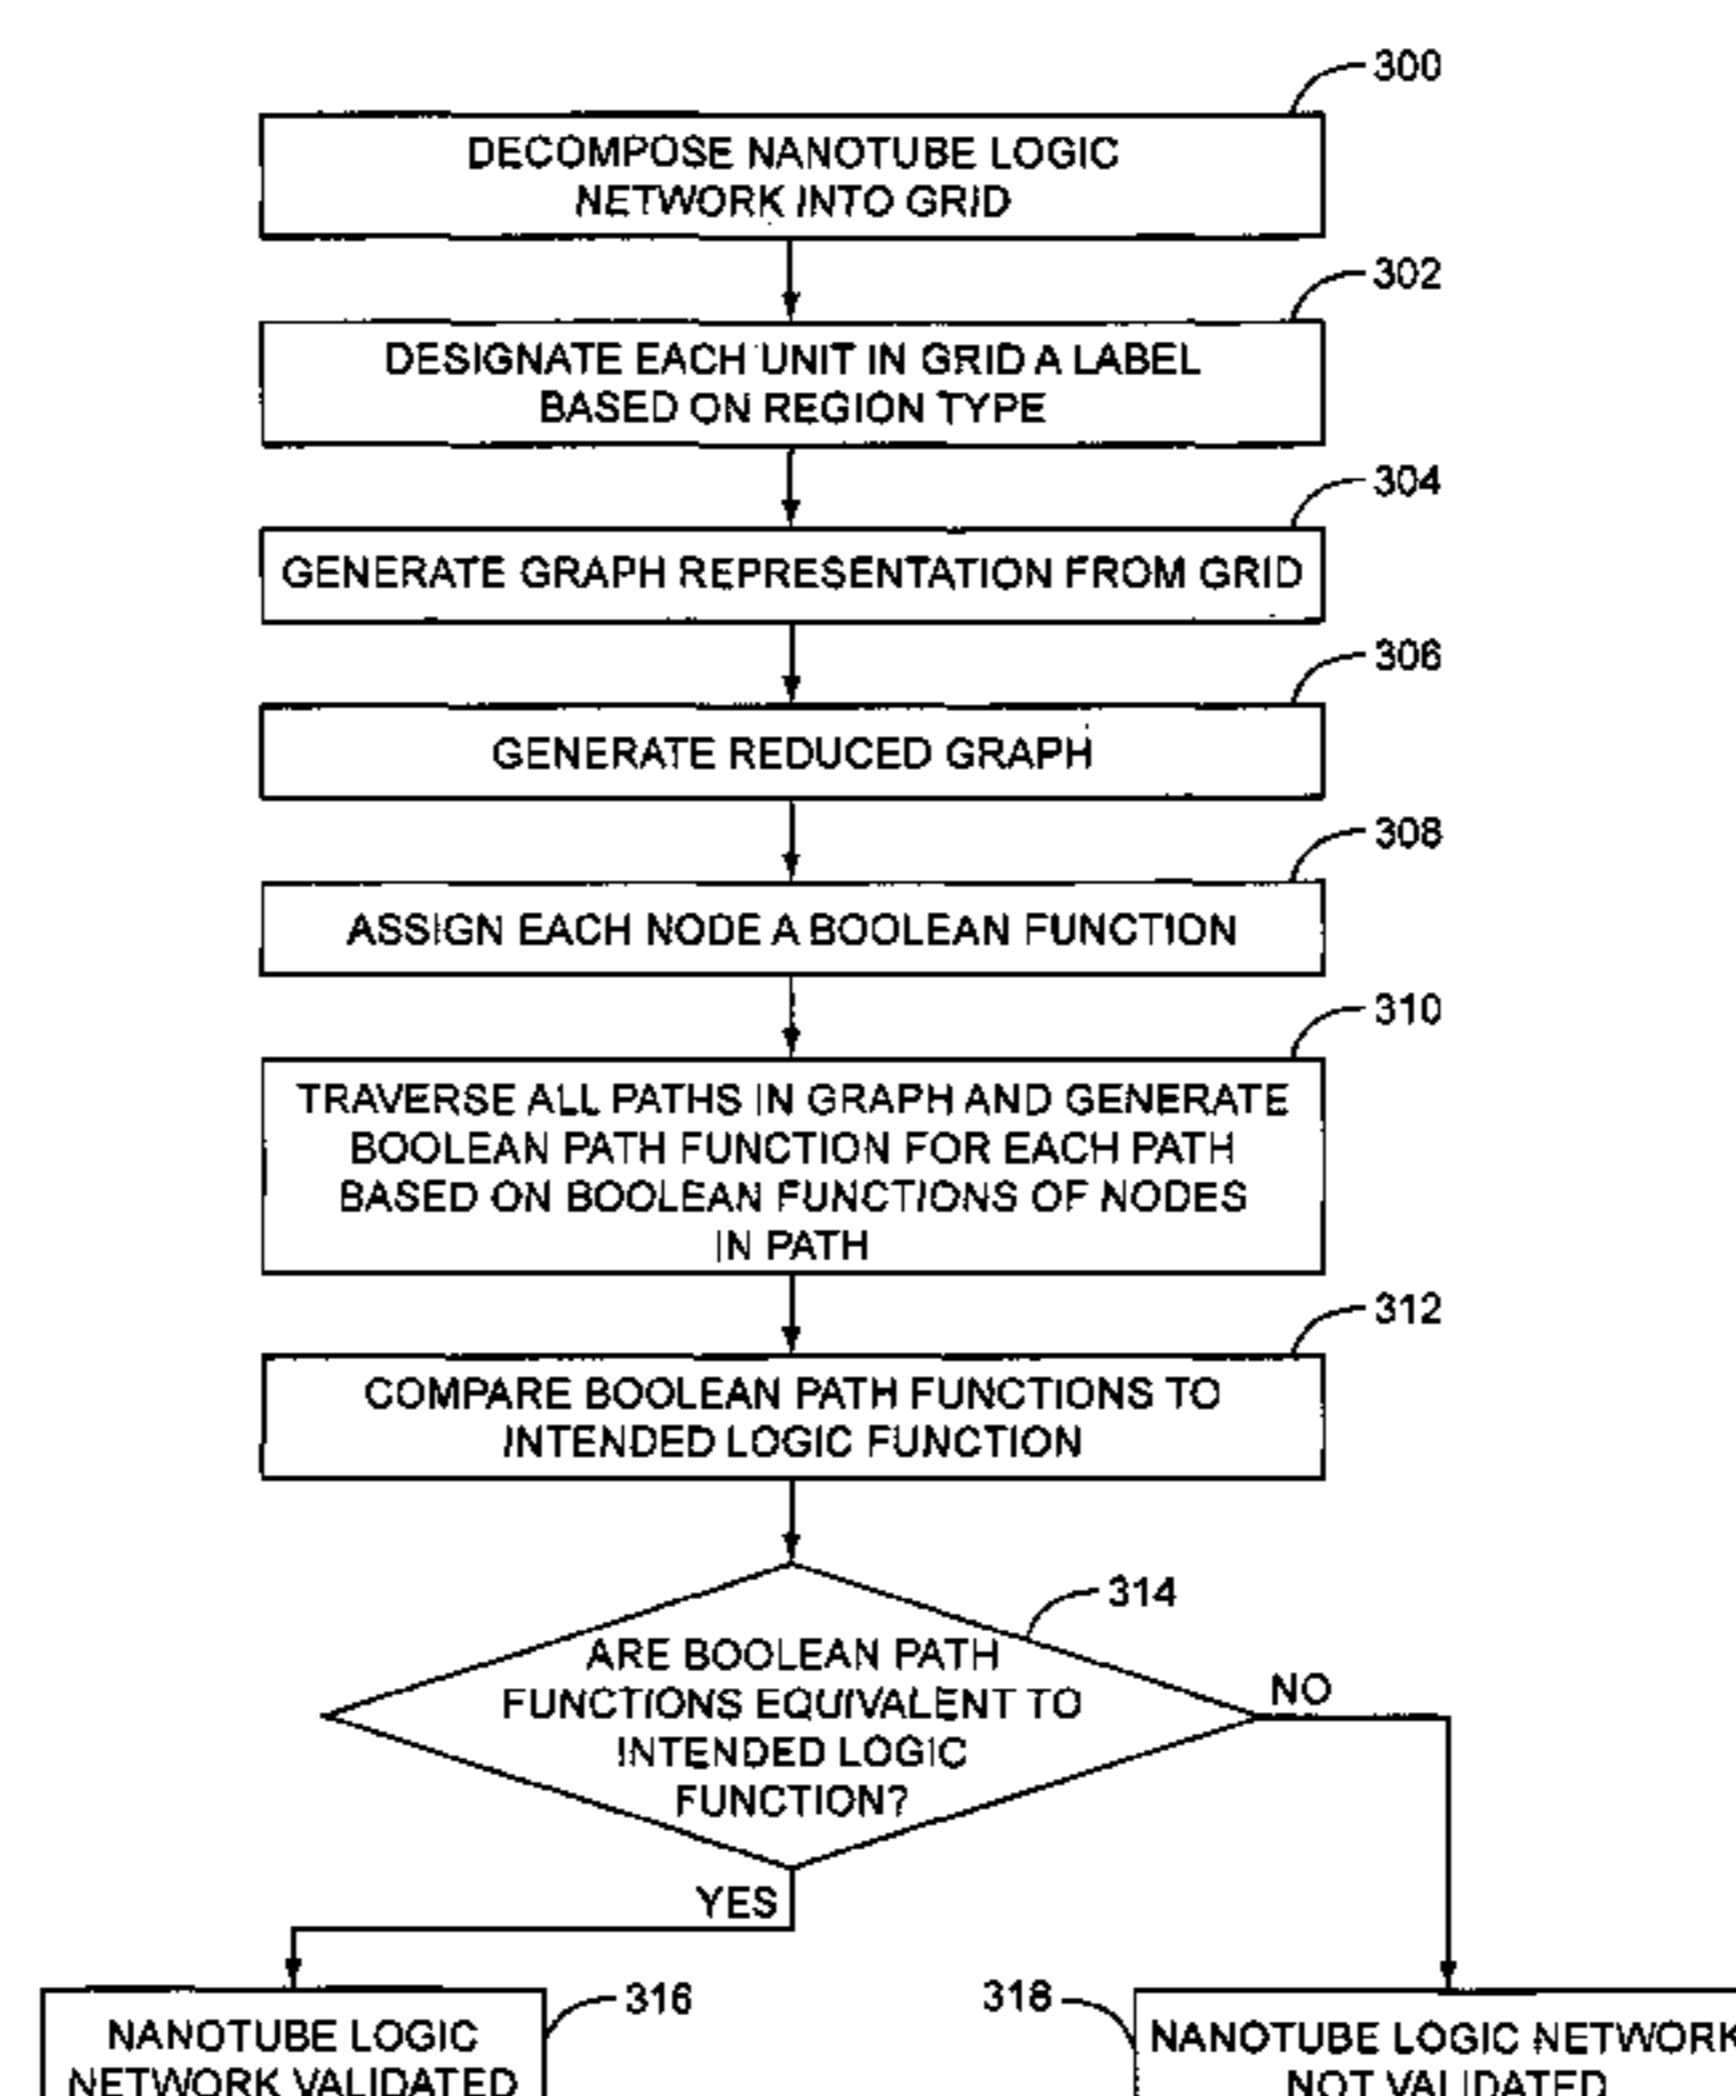 300
DECOMPOSE NANOTUBE LOGIC
NETWORK INTO GRID
302
DESIGNATE EACH UNIT IN GRID A LABEL
BASED ON REGION TYPE
304
GENERATE GRAPH REPRESENTATION FROM GRID
306
GENERATE REDUCED GRAPH
308
ASSIGN EACH NODE A BOOLEAN FUNCTION
310
TRAVERSE ALL PATHS IN GRAPH AND GENERATE
BOOLEAN PATH FUNCTION FOR EACH PATH
BASED ON BOOLEAN FUNCTIONS OF NODES
IN PATH
312
COMPARE BOOLEAN PATH FUNCTIONS TO
INTENDED LOGIC FUNCTION
314
ARE BOOLEAN PATH
FUNCTIONS EQUIVALENT TO
INTENDED LOGIC
FUNCTION?
NO
YES
316
NANOTUBE LOGIC
NETWORK VALIDATED
318
NANOTUBE LOGIC NETWORK
NOT VALIDATED